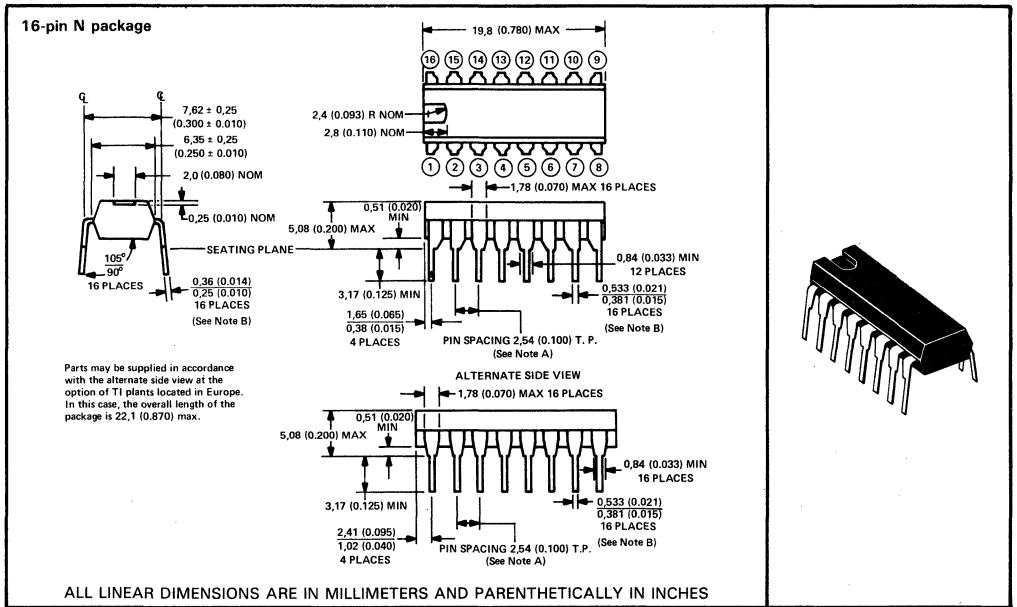 16-pin N package
19,8 (0.780) MAX
16 15 14 13 12 11 10 9
2,4 (0.093) R NOM
2.8 (0.110) NOM
1 2 3 4 5 6 7 8
℄ ℄
7,62 ± 0,25
(0.300 ± 0.010)
6,35 ± 0,25
(0.250 ± 0.010)
2,0 (0.080) NOM
0,25 (0.010) NOM
105°
90°
16 PLACES
0,36 (0.014)
0,25 (0.010)
16 PLACES
(See Note B)
SEATING PLANE
1,78 (0.070) MAX 16 PLACES
0,51 (0.020)
MIN
5,08 (0.200) MAX
3,17 (0.125) MIN
1,65 (0.065)
0,38 (0.015)
4 PLACES
0,84 (0.033) MIN
12 PLACES
0,533 (0.021)
0,381 (0.015)
16 PLACES
(See Note B)
PIN SPACING 2,54 (0.100) T. P.
(See Note A)
Parts may be supplied in accordance
with the alternate side view at the
option of TI plants located in Europe.
In this case, the overall length of the
package is 22,1 (0.870) max.
ALTERNATE SIDE VIEW
1,78 (0.070) MAX 16 PLACES
0,51 (0.020)
MIN
5,08 (0.200) MAX
3,17 (0.125) MIN
2,41 (0.095)
1,02 (0.040)
4 PLACES
0,84 (0.033) MIN
16 PLACES
0,533 (0.021)
0,381 (0.015)
16 PLACES
(See Note B)
PIN SPACING 2,54 (0.100) T.P.
(See Note A)
ALL LINEAR DIMENSIONS ARE IN MILLIMETERS AND PARENTHETICALLY IN INCHES